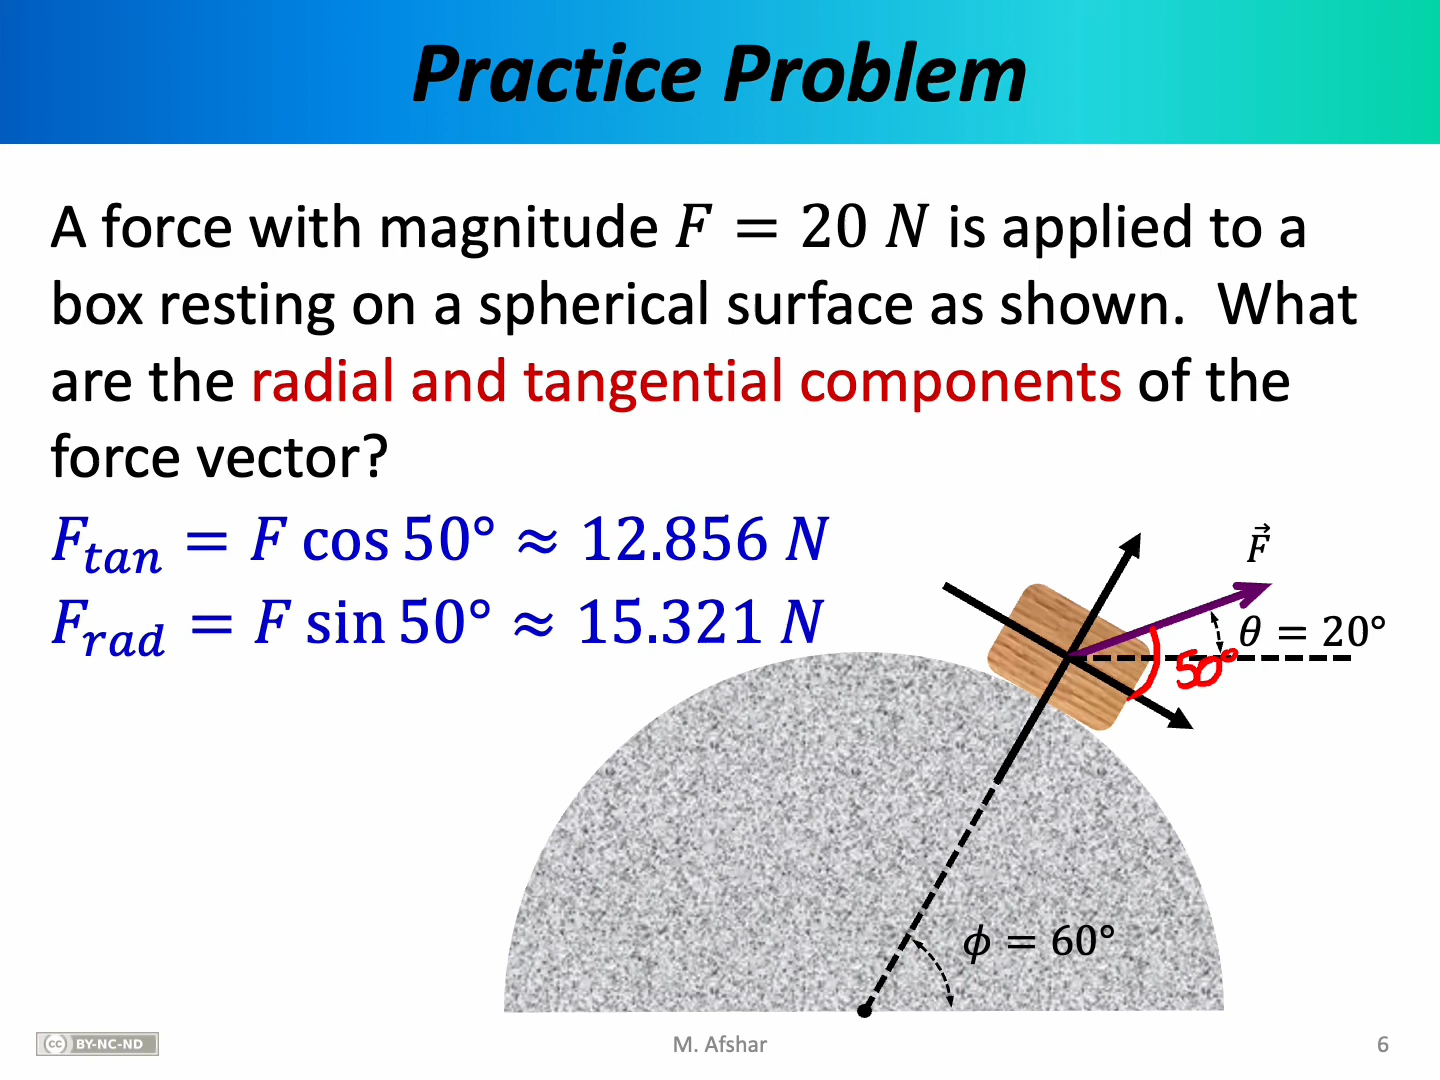 Practice Problem
A force with magnitude F = 20 N is applied to a
box resting on a spherical surface as shown.  What
are the radial and tangential components of the
force vector?
F_tan = F cos 50° ≈ 12.856 N
F_rad = F sin 50° ≈ 15.321 N
F⃗
θ = 20°
50°
ϕ = 60°
cc BY-NC-ND
M. Afshar
6